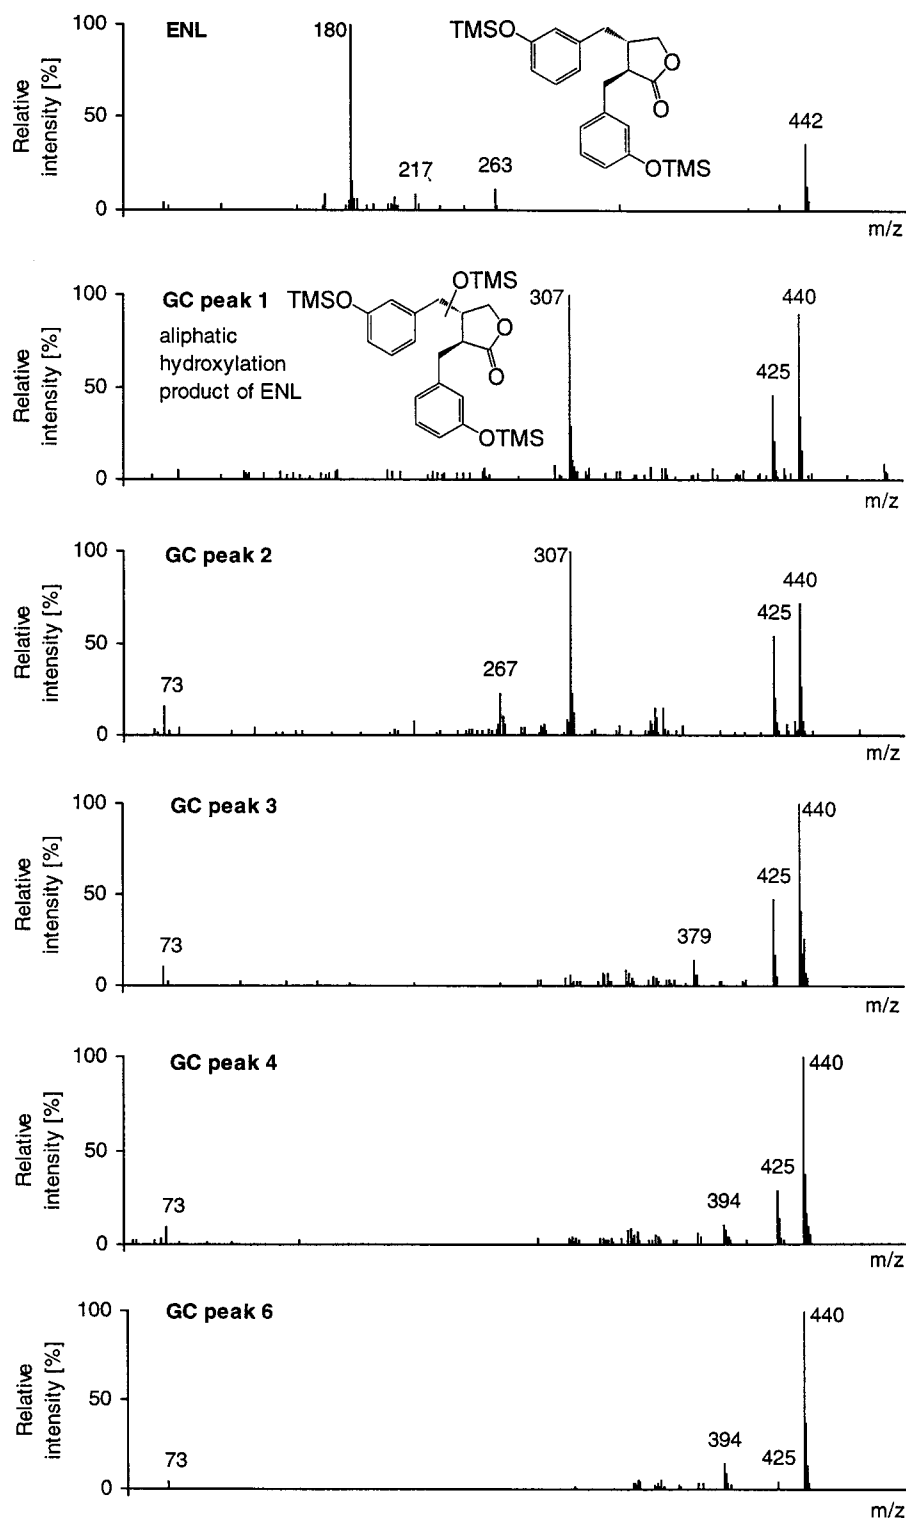 ENL
Relative
intensity [%]
100
50
0
180
217
263
442
m/z
TMSO
O
O
OTMS
GC peak 1
aliphatic
hydroxylation
product of ENL
Relative
intensity [%]
100
50
0
TMSO
OTMS
O
O
OTMS
307
425
440
m/z
GC peak 2
Relative
intensity [%]
100
50
0
73
267
307
425
440
m/z
GC peak 3
Relative
intensity [%]
100
50
0
73
379
425
440
m/z
GC peak 4
Relative
intensity [%]
100
50
0
73
394
425
440
m/z
GC peak 6
Relative
intensity [%]
100
50
0
73
394
425
440
m/z